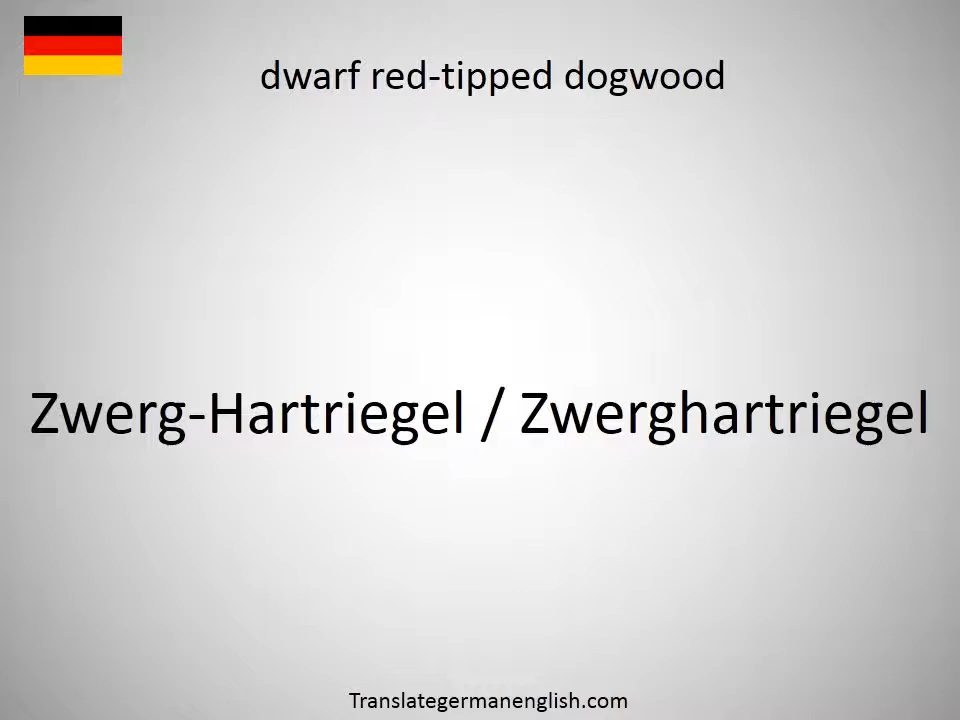 dwarf red-tipped dogwood
Zwerg-Hartriegel / Zwerghartriegel
Translategermanenglish.com